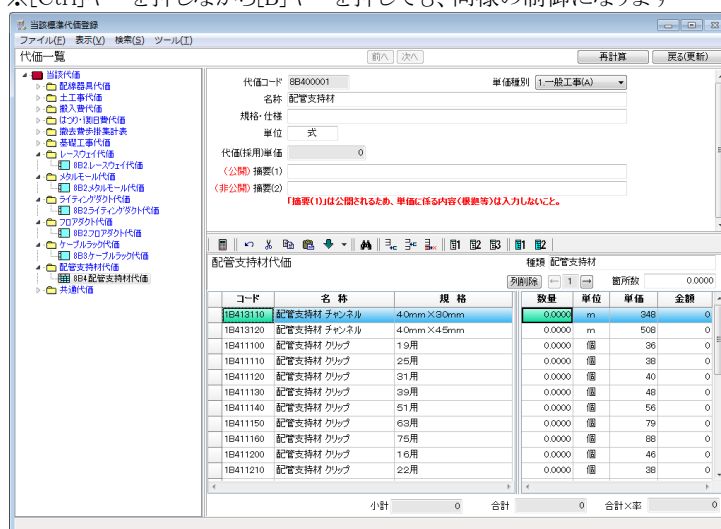 ※[Ctrl]キーを押しながら[B]キーを押しても、同様の制御になります
当該標準代価登録
ファイル(F) 表示(V) 検索(S) ツール(T)
代価一覧 前へ 次へ 再計算 戻る(更新)
当該代価
配線器具代価
土工事代価
搬入費代価
はつり・復旧費代価
撤去費歩掛集計表
基礎工事代価
レースウェイ代価
8B2レースウェイ代価
メタルモール代価
8B2メタルモール代価
ライティングダクト代価
8B2ライティングダクト代価
フロアダクト代価
8B2フロアダクト代価
ケーブルラック代価
8B3ケーブルラック代価
配管支持材代価
8B4配管支持材代価
共通代価
代価コード 8B400001 単価種別 1.一般工事(A)
名称 配管支持材
規格・仕様
単位 式
代価(採用)単価 0
(公開) 摘要(1)
(非公開) 摘要(2)
「摘要(1)」は公開されるため、単価に係る内容(根拠等)は入力しないこと。
配管支持材代価 種類 配管支持材
列削除 ← 1 → 箇所数 0.0000
コード 名称 規格 数量 単位 単価 金額
1B413110 配管支持材 チャンネル 40mm×30mm 0.0000 m 348 0
1B413120 配管支持材 チャンネル 40mm×45mm 0.0000 m 508 0
1B411100 配管支持材 クリップ 19用 0.0000 個 36 0
1B411110 配管支持材 クリップ 25用 0.0000 個 38 0
1B411120 配管支持材 クリップ 31用 0.0000 個 40 0
1B411130 配管支持材 クリップ 39用 0.0000 個 48 0
1B411140 配管支持材 クリップ 51用 0.0000 個 56 0
1B411150 配管支持材 クリップ 63用 0.0000 個 79 0
1B411160 配管支持材 クリップ 75用 0.0000 個 88 0
1B411200 配管支持材 クリップ 16用 0.0000 個 46 0
1B411210 配管支持材 クリップ 22用 0.0000 個 38 0
小計 0 合計 0 合計×率 0